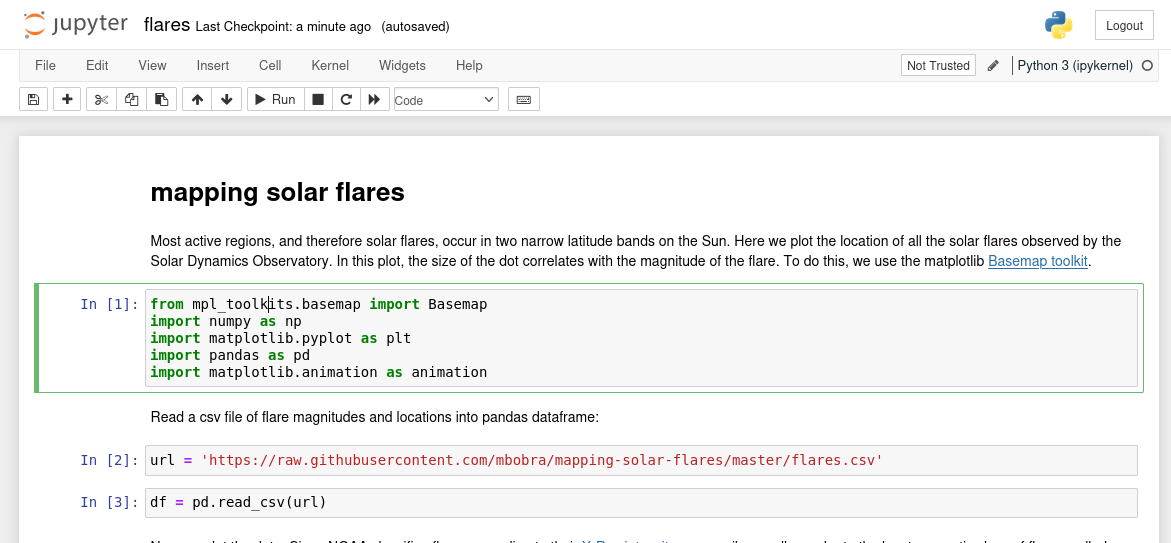 jupyter flares Last Checkpoint: a minute ago (autosaved) Logout
File Edit View Insert Cell Kernel Widgets Help Not Trusted Python 3 (ipykernel)
Run Code
mapping solar flares
Most active regions, and therefore solar flares, occur in two narrow latitude bands on the Sun. Here we plot the location of all the solar flares observed by the
Solar Dynamics Observatory. In this plot, the size of the dot correlates with the magnitude of the flare. To do this, we use the matplotlib Basemap toolkit.
In [1]: from mpl_toolkits.basemap import Basemap
import numpy as np
import matplotlib.pyplot as plt
import pandas as pd
import matplotlib.animation as animation
Read a csv file of flare magnitudes and locations into pandas dataframe:
In [2]: url = 'https://raw.githubusercontent.com/mbobra/mapping-solar-flares/master/flares.csv'
In [3]: df = pd.read_csv(url)